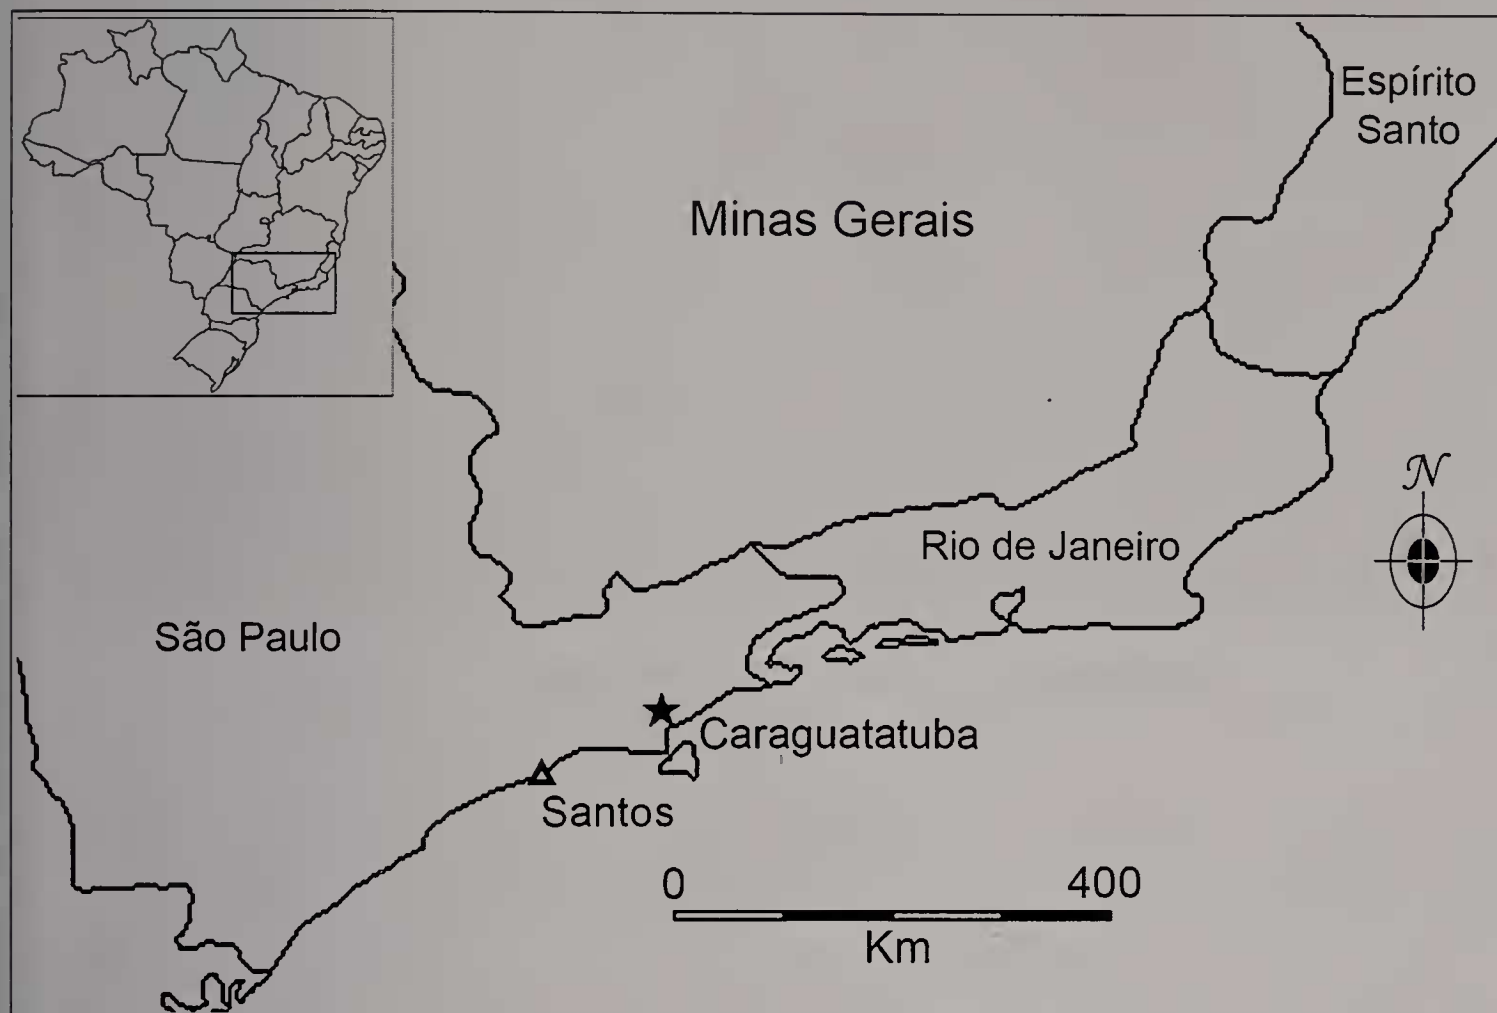 Espírito
Santo
Minas Gerais
N
Rio de Janeiro
São Paulo
Caraguatatuba
Santos
0 400
Km